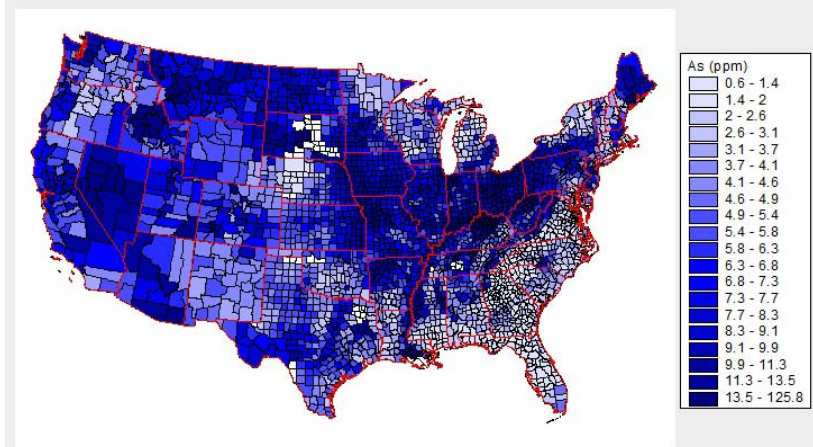 As (ppm)
0.6 - 1.4
1.4 - 2
2 - 2.6
2.6 - 3.1
3.1 - 3.7
3.7 - 4.1
4.1 - 4.6
4.6 - 4.9
4.9 - 5.4
5.4 - 5.8
5.8 - 6.3
6.3 - 6.8
6.8 - 7.3
7.3 - 7.7
7.7 - 8.3
8.3 - 9.1
9.1 - 9.9
9.9 - 11.3
11.3 - 13.5
13.5 - 125.8